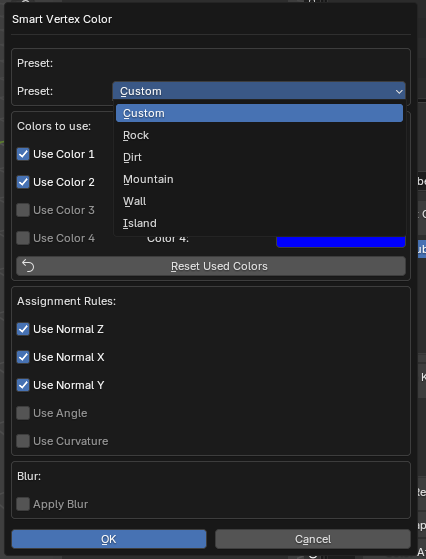 Smart Vertex Color
Preset:
Preset: Custom
Custom
Rock
Dirt
Mountain
Wall
Island
Colors to use:
Use Color 1
Use Color 2
Use Color 3
Use Color 4 Color 4:
Reset Used Colors
Assignment Rules:
Use Normal Z
Use Normal X
Use Normal Y
Use Angle
Use Curvature
Blur:
Apply Blur
OK Cancel